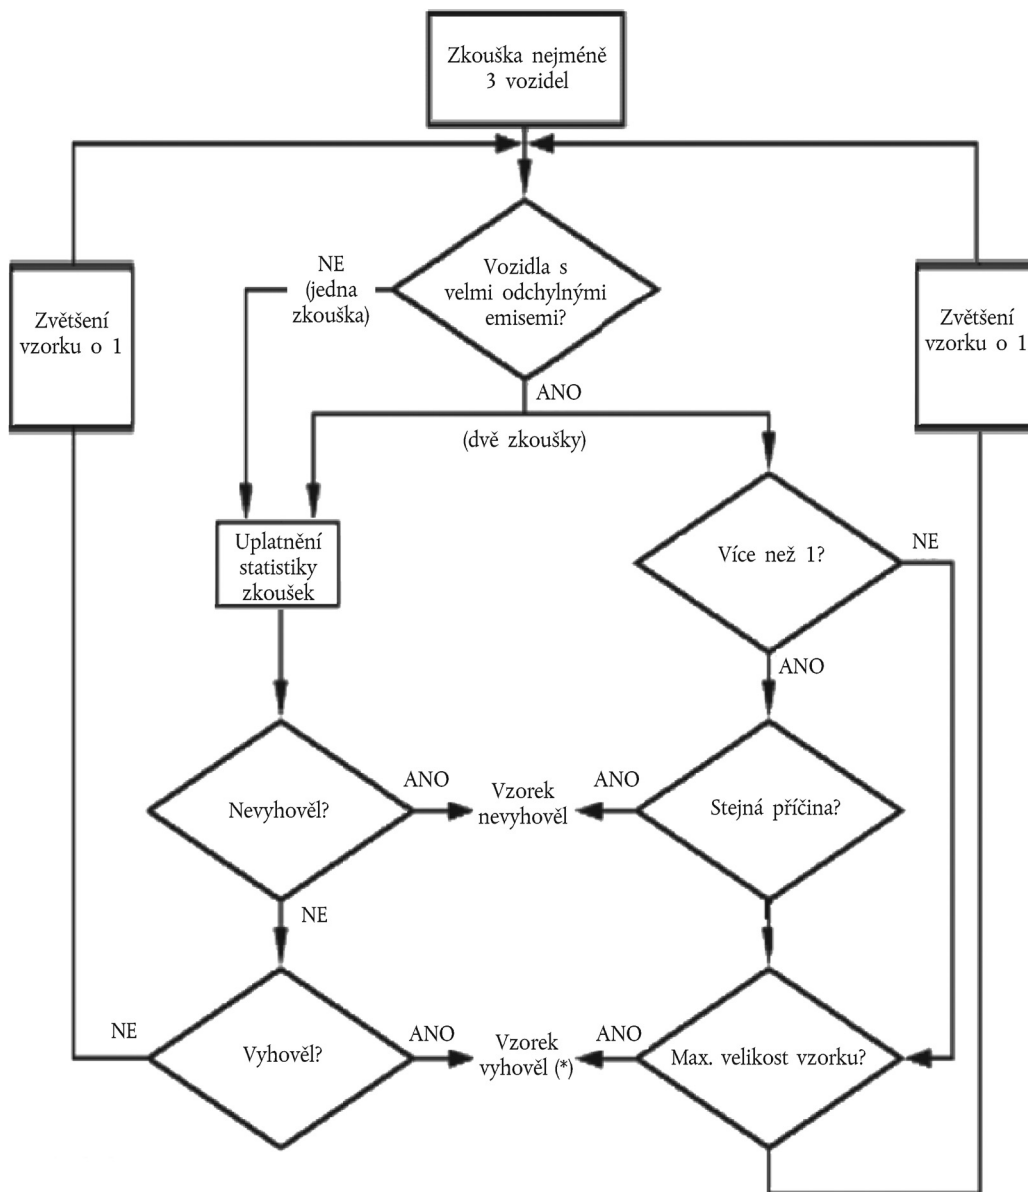 Zkouška nejméně
3 vozidel
NE
(jedna
zkouška)
Vozidla s
velmi odchylnými
emisemi?
Zvětšení
vzorku o 1
Zvětšení
vzorku o 1
ANO
(dvě zkoušky)
Uplatnění
statistiky
zkoušek
Více než 1?
NE
ANO
Nevyhověl?
ANO
Vzorek
nevyhověl
ANO
Stejná příčina?
NE
NE
Vyhověl?
ANO
Vzorek
vyhověl (*)
ANO
Max. velikost vzorku?